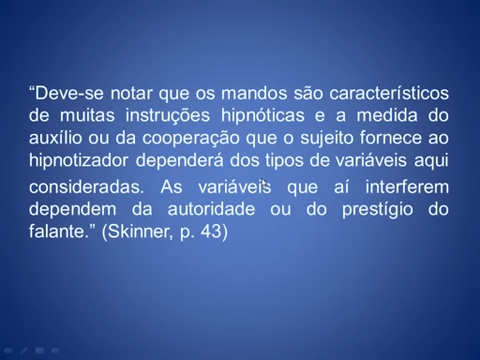 “Deve-se notar que os mandos são característicos
de muitas instruções hipnóticas e a medida do
auxílio ou da cooperação que o sujeito fornece ao
hipnotizador dependerá dos tipos de variáveis aqui
consideradas. As variáveis que aí interferem
dependem da autoridade ou do prestígio do
falante.” (Skinner, p. 43)